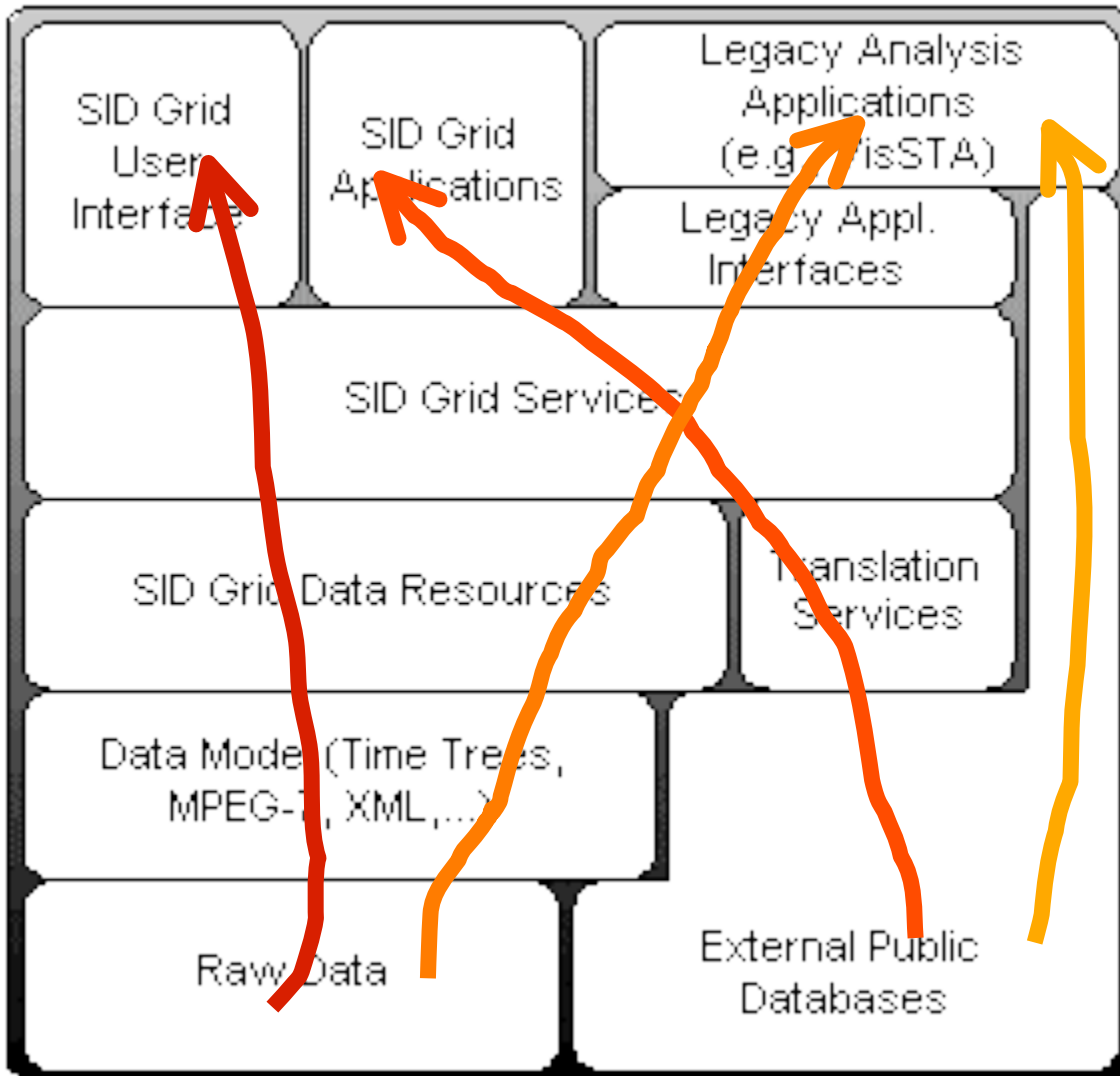 SID Grid
User
Interface
SID Grid
Applications
Legacy Analysis
Applications
(e.g. VisSTA)
Legacy Appl.
Interfaces
SID Grid Services
SID Grid Data Resources
Translation
Services
Data Model (Time Trees,
MPEG-7, XML,...)
Raw Data
External Public
Databases